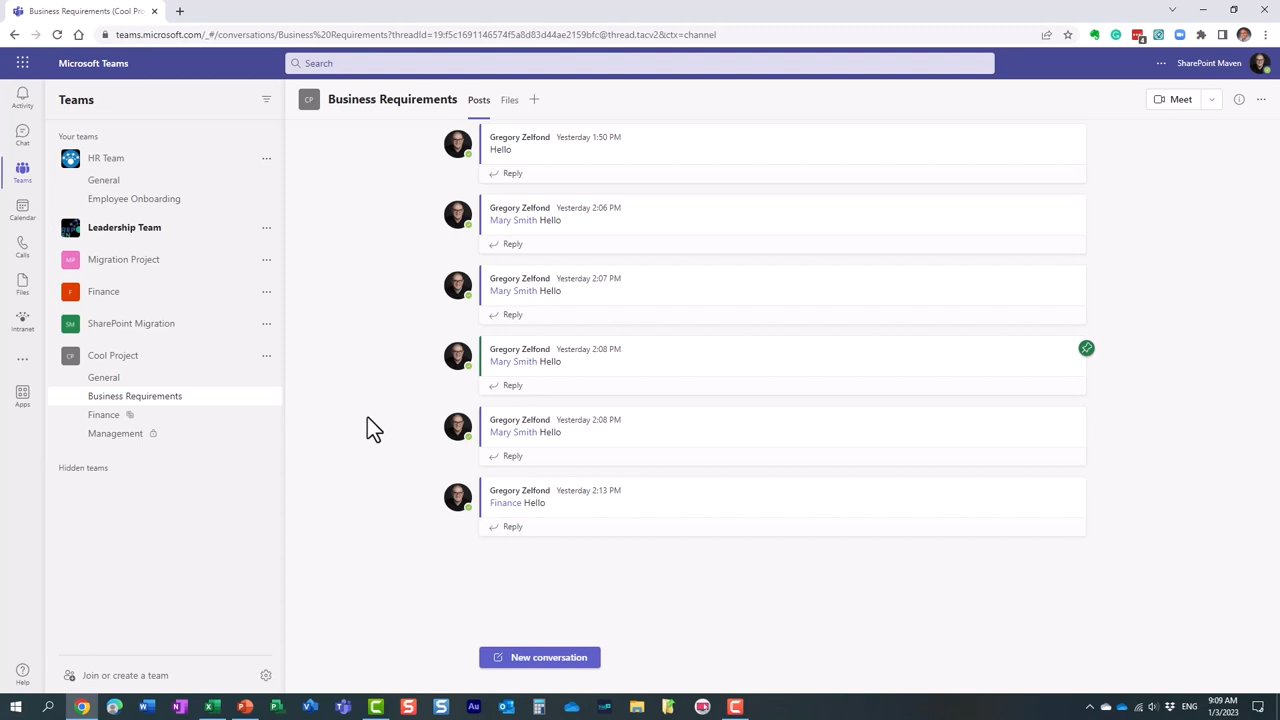 Business Requirements (Cool Pro
teams.microsoft.com/_#/conversations/Business%20Requirements?threadId=19:f5c1691146574f5a8d83d44ae2159bfc@thread.tacv2&ctx=channel
4
Microsoft Teams
Search
SharePoint Maven
Activity
Chat
Teams
Calendar
Calls
Files
Intranet
Apps
Help
Teams
Your teams
HR Team
General
Employee Onboarding
Leadership Team
MP Migration Project
F Finance
SM SharePoint Migration
CP Cool Project
General
Business Requirements
Finance
Management
Hidden teams
Join or create a team
CP Business Requirements Posts Files
Meet
Gregory Zelfond Yesterday 1:50 PM
Hello
Reply
Gregory Zelfond Yesterday 2:06 PM
Mary Smith Hello
Reply
Gregory Zelfond Yesterday 2:07 PM
Mary Smith Hello
Reply
Gregory Zelfond Yesterday 2:08 PM
Mary Smith Hello
Reply
Gregory Zelfond Yesterday 2:08 PM
Mary Smith Hello
Reply
Gregory Zelfond Yesterday 2:13 PM
Finance Hello
Reply
New conversation
ENG
9:09 AM
1/3/2023